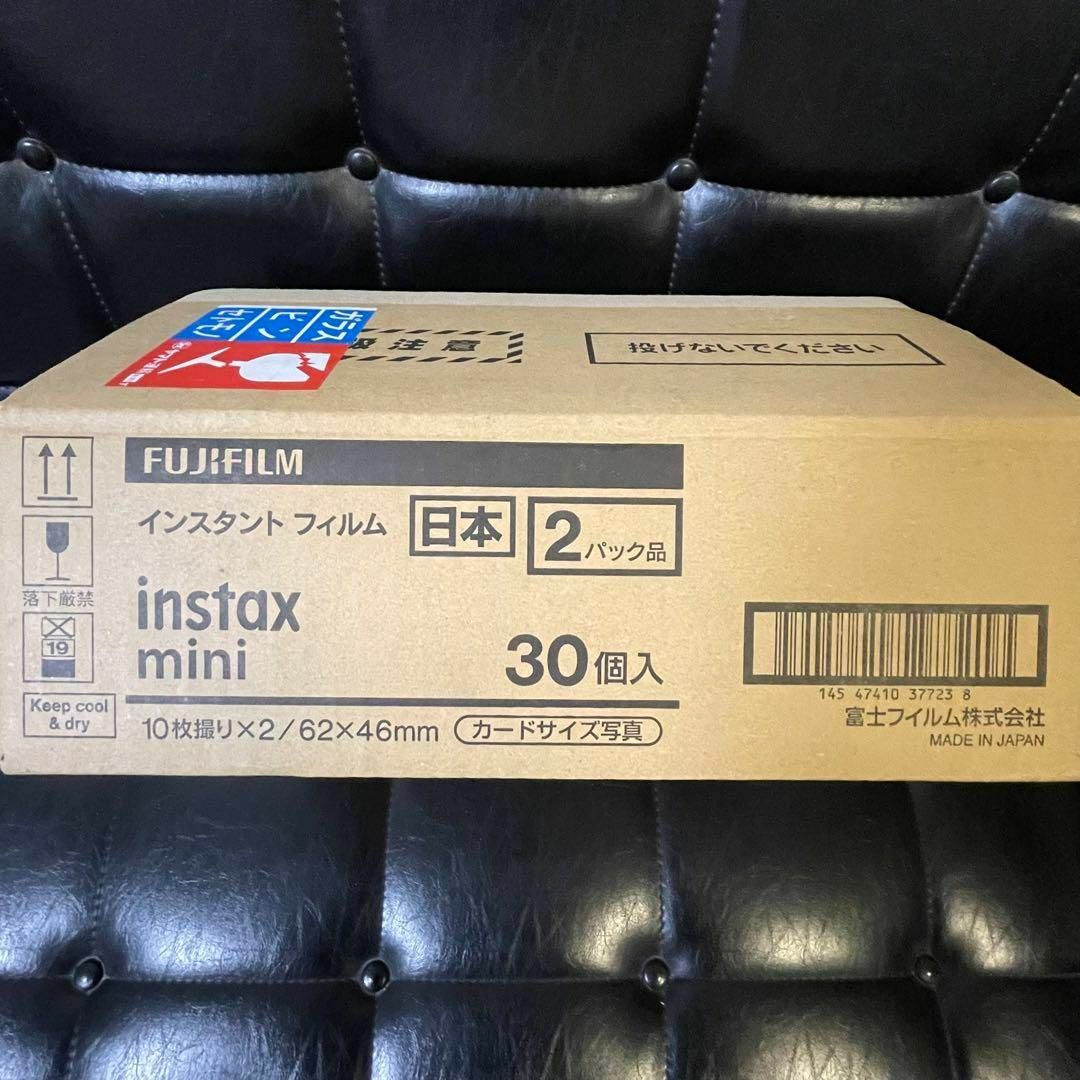 ガラス
ビン
セトモノ
注意
投げないでください
FUJIFILM
インスタント フィルム
日本
2パック品
落下厳禁
instax
mini
30個入
19
Keep cool
& dry
10枚撮り×2/62×46mm
カードサイズ写真
145 47410 37723 8
富士フイルム株式会社
MADE IN JAPAN